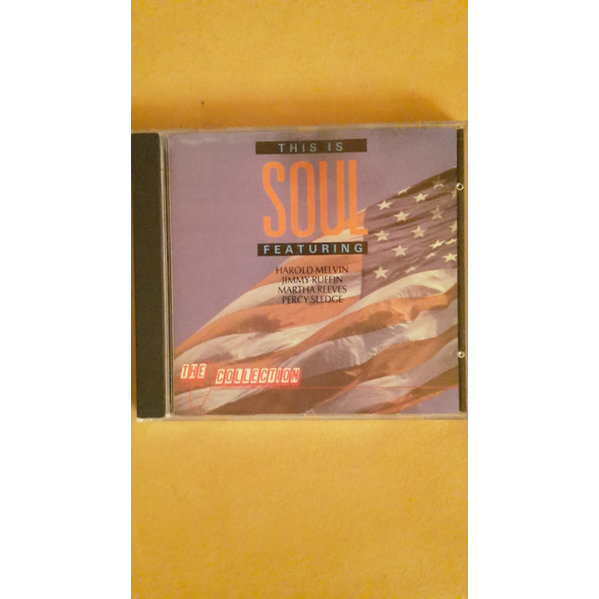 THIS IS
SOUL
FEATURING
HAROLD MELVIN
JIMMY RUFFIN
MARTHA REEVES
PERCY SLEDGE
THE COLLECTION